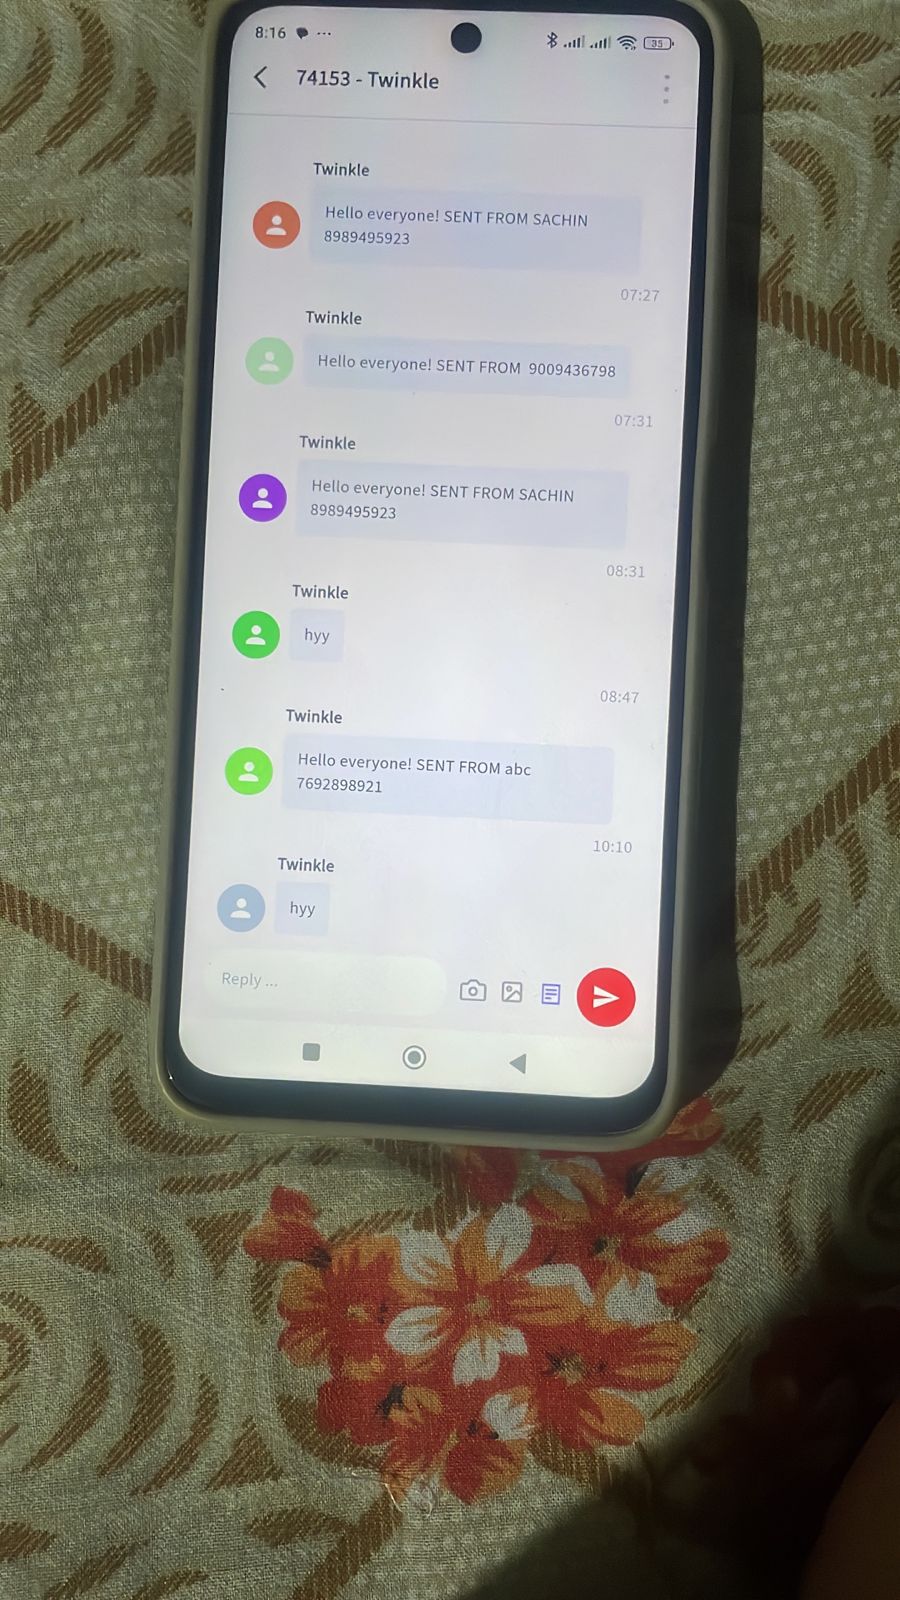 8:16
35
74153 - Twinkle
Twinkle
Hello everyone! SENT FROM SACHIN
8989495923
07:27
Twinkle
Hello everyone! SENT FROM 9009436798
07:31
Twinkle
Hello everyone! SENT FROM SACHIN
8989495923
08:31
Twinkle
hyy
08:47
Twinkle
Hello everyone! SENT FROM abc
7692898921
10:10
Twinkle
hyy
Reply ...